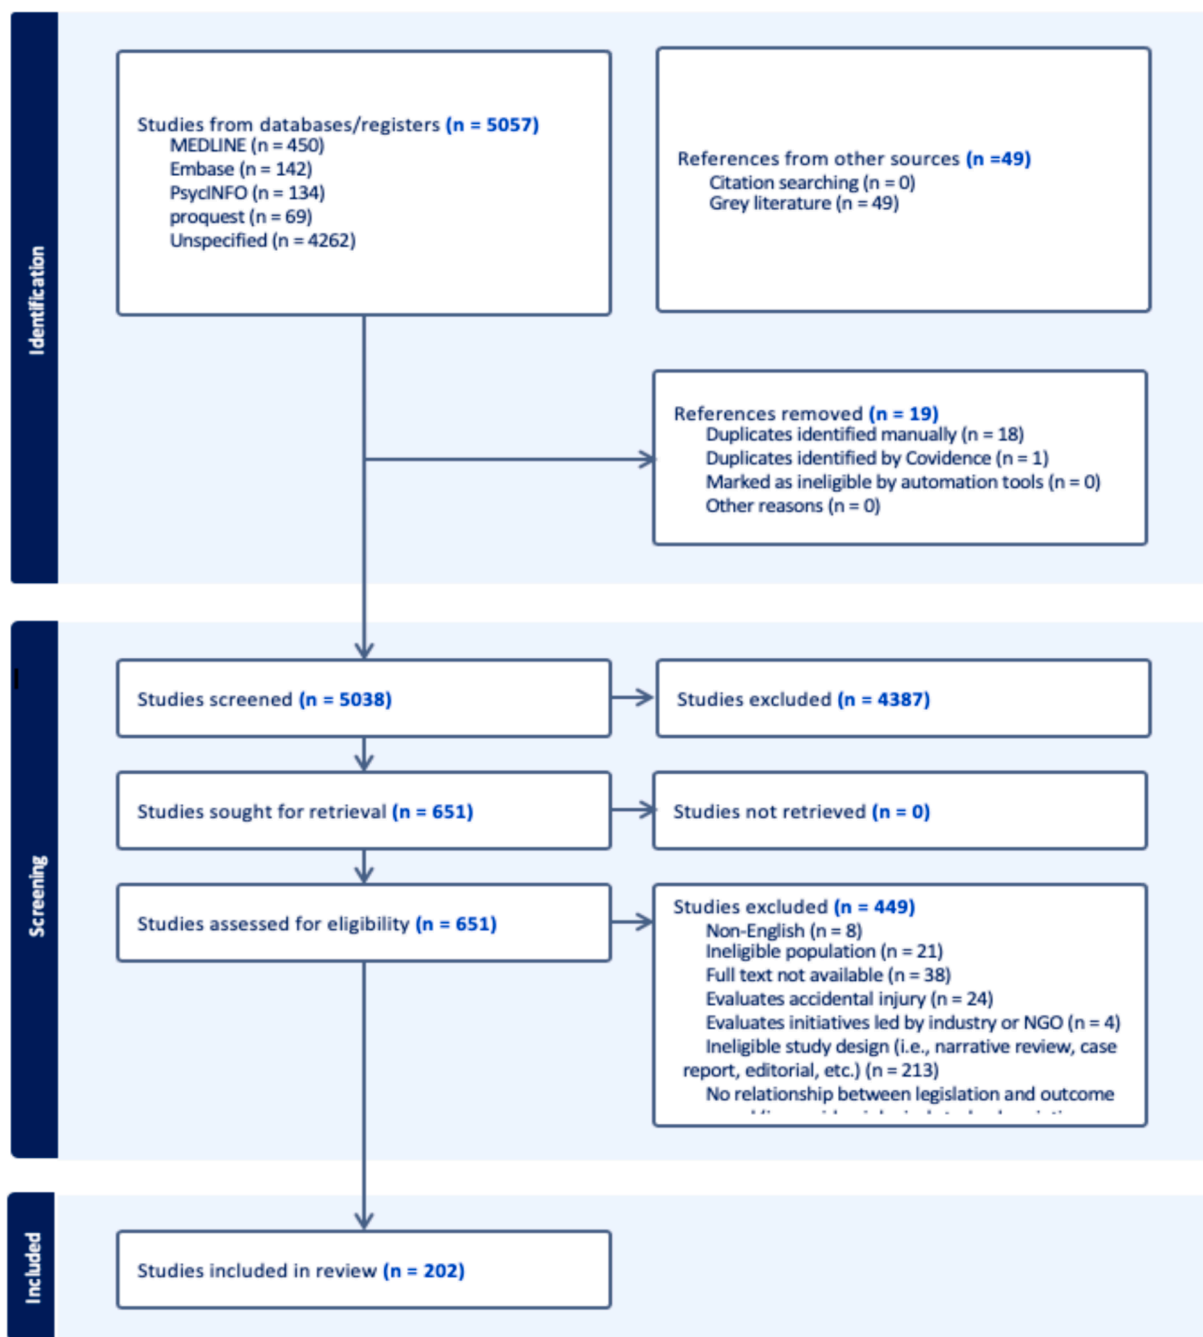 Identification
Studies from databases/registers (n = 5057)
MEDLINE (n = 450)
Embase (n = 142)
PsycINFO (n = 134)
proquest (n = 69)
Unspecified (n = 4262)
References from other sources (n =49)
Citation searching (n = 0)
Grey literature (n = 49)
References removed (n = 19)
Duplicates identified manually (n = 18)
Duplicates identified by Covidence (n = 1)
Marked as ineligible by automation tools (n = 0)
Other reasons (n = 0)
Screening
Studies screened (n = 5038)
Studies excluded (n = 4387)
Studies sought for retrieval (n = 651)
Studies not retrieved (n = 0)
Studies assessed for eligibility (n = 651)
Studies excluded (n = 449)
Non-English (n = 8)
Ineligible population (n = 21)
Full text not available (n = 38)
Evaluates accidental injury (n = 24)
Evaluates initiatives led by industry or NGO (n = 4)
Ineligible study design (i.e., narrative review, case
report, editorial, etc.) (n = 213)
No relationship between legislation and outcome
Included
Studies included in review (n = 202)